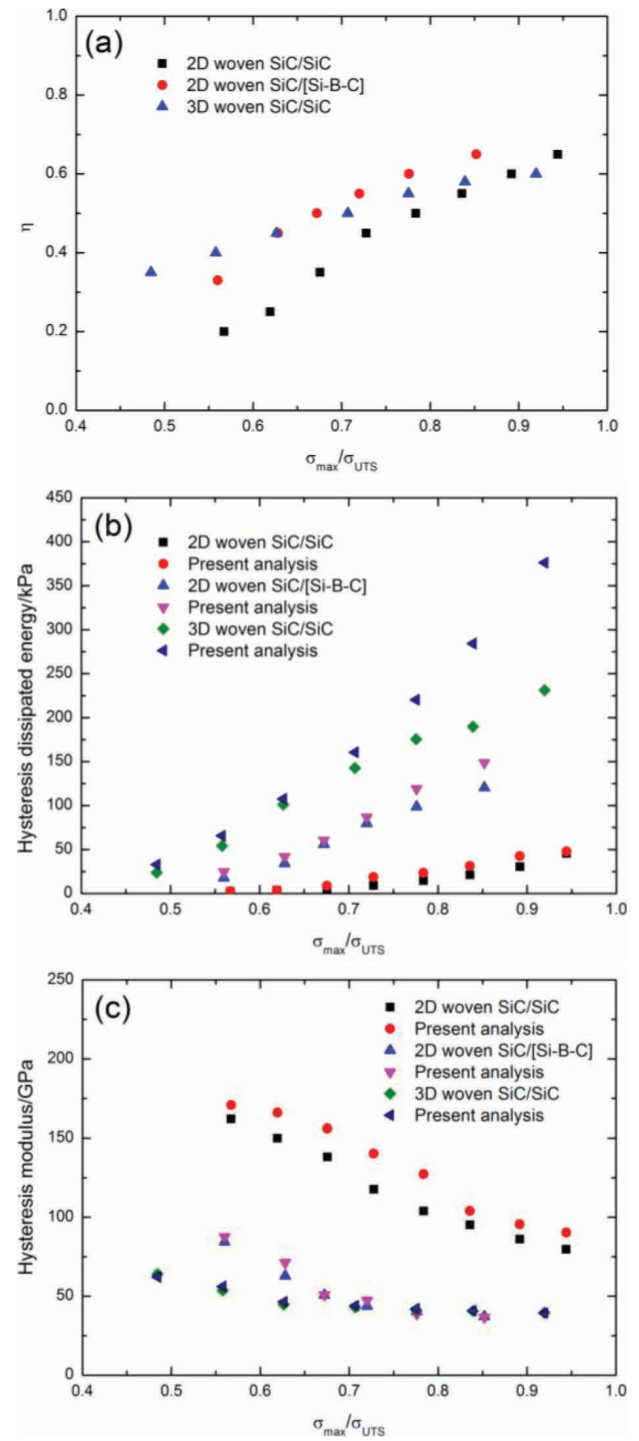 (a)
2D woven SiC/SiC
2D woven SiC/[Si-B-C]
3D woven SiC/SiC
1.0
0.8
0.6
0.4
0.2
0.0
η
0.4 0.5 0.6 0.7 0.8 0.9 1.0
σmax/σUTS
(b)
2D woven SiC/SiC
Present analysis
2D woven SiC/[Si-B-C]
Present analysis
3D woven SiC/SiC
Present analysis
450
400
350
300
250
200
150
100
50
0
Hysteresis dissipated energy/kPa
0.4 0.5 0.6 0.7 0.8 0.9 1.0
σmax/σUTS
(c)
2D woven SiC/SiC
Present analysis
2D woven SiC/[Si-B-C]
Present analysis
3D woven SiC/SiC
Present analysis
250
200
150
100
50
0
Hysteresis modulus/GPa
0.4 0.5 0.6 0.7 0.8 0.9 1.0
σmax/σUTS